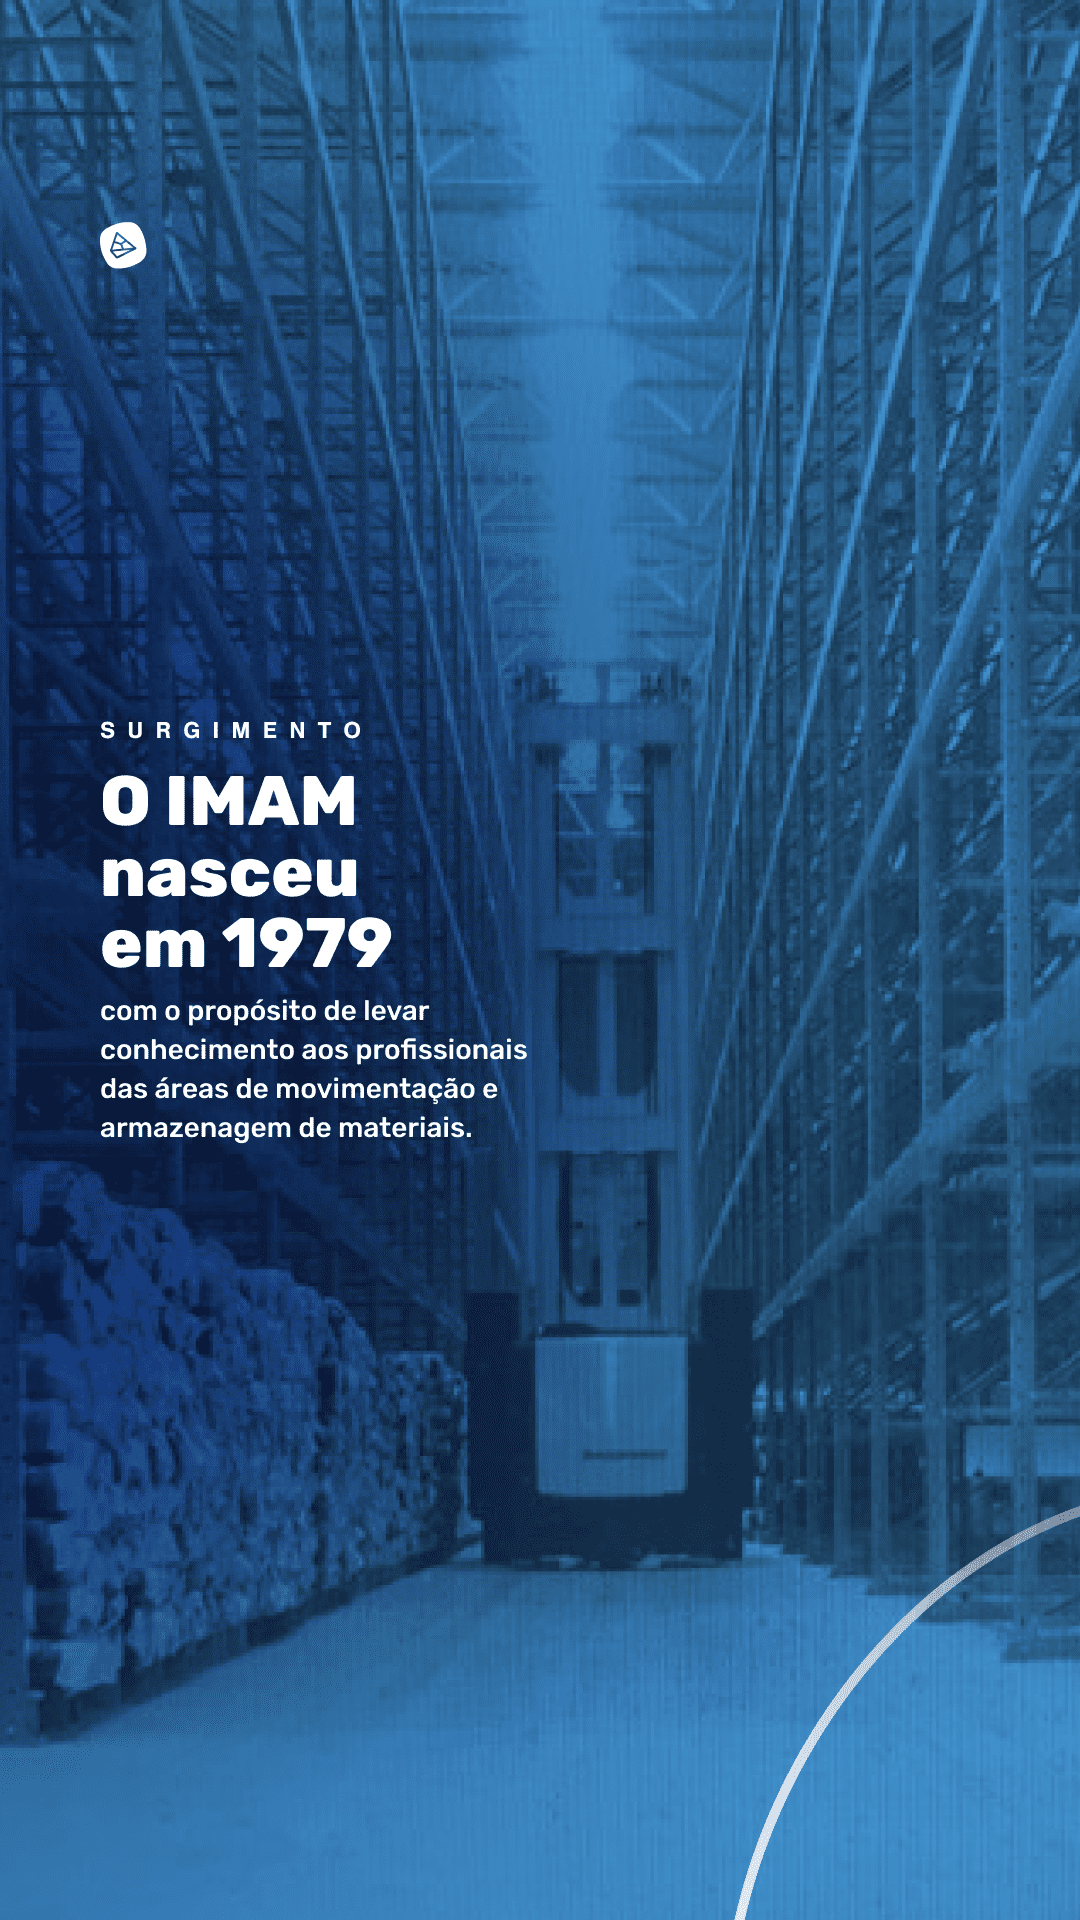 SURGIMENTO
O IMAM
nasceu
em 1979
com o propósito de levar
conhecimento aos profissionais
das áreas de movimentação e
armazenagem de materiais.